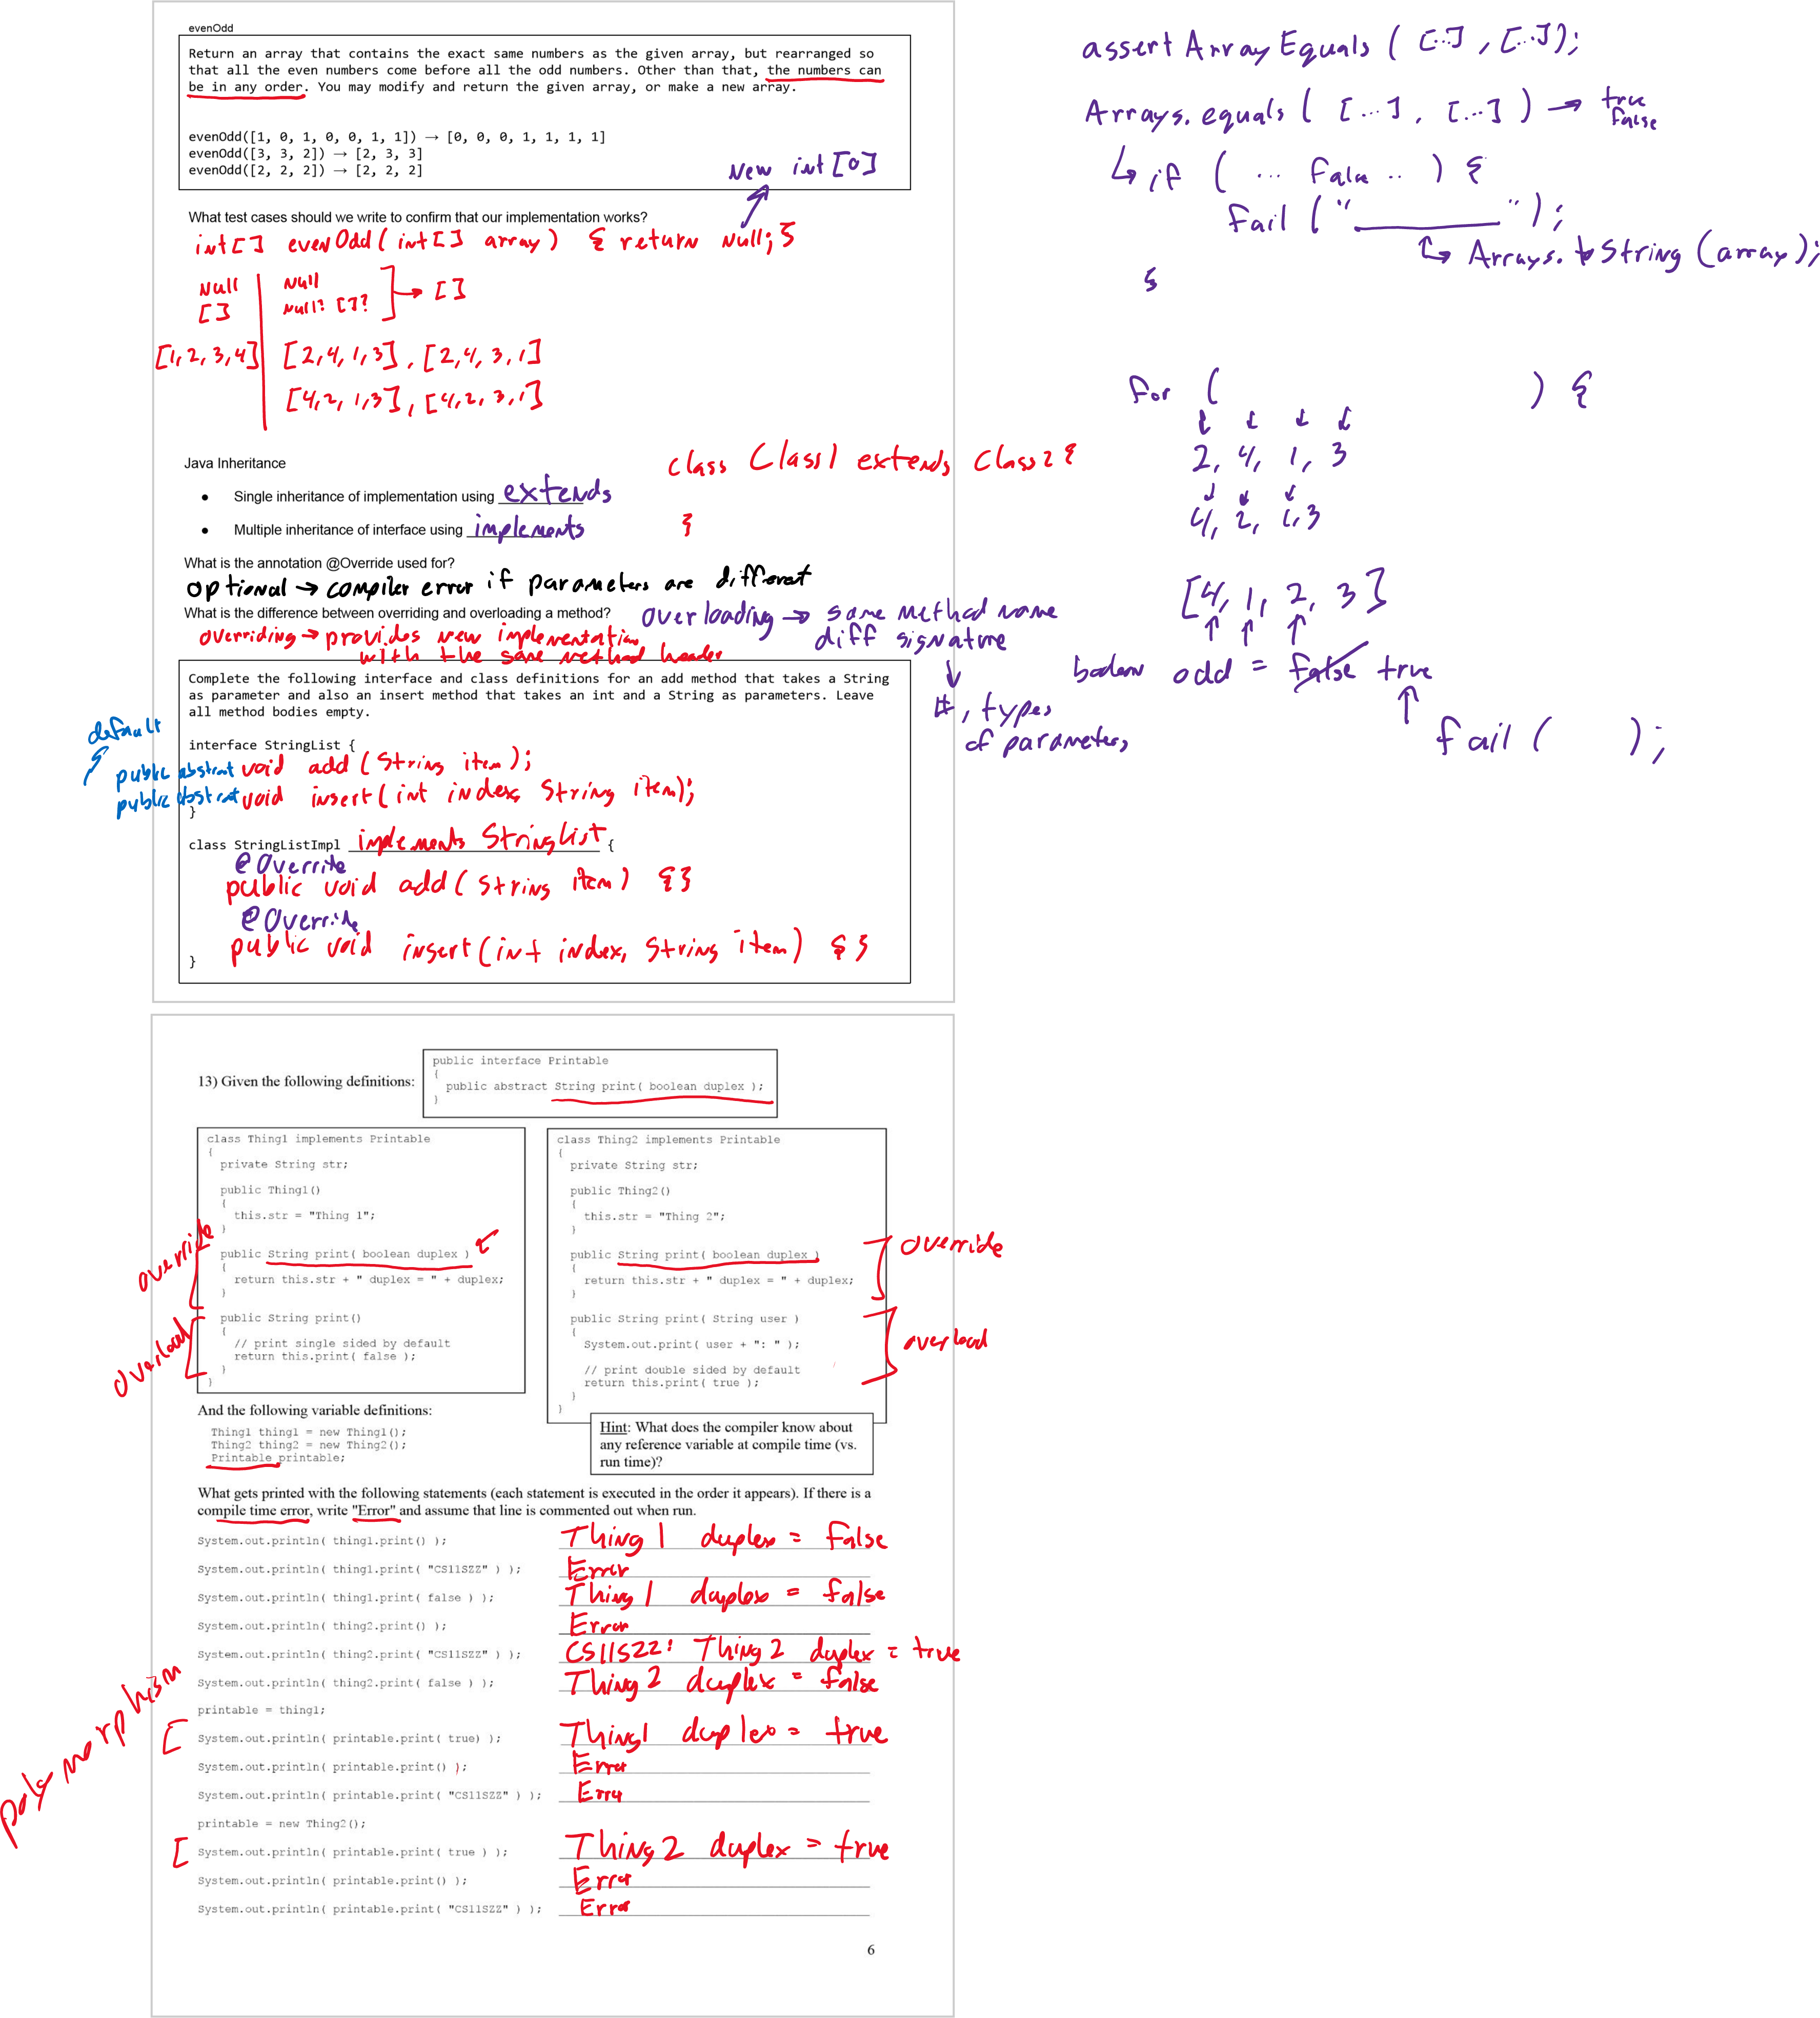 evenOdd
Return an array that contains the exact same numbers as the given array, but rearranged so
that all the even numbers come before all the odd numbers. Other than that, the numbers can
be in any order. You may modify and return the given array, or make a new array.
evenOdd([1, 0, 1, 0, 0, 1, 1]) → [0, 0, 0, 1, 1, 1, 1]
evenOdd([3, 3, 2]) → [2, 3, 3]
evenOdd([2, 2, 2]) → [2, 2, 2]
new int[0]
What test cases should we write to confirm that our implementation works?
int[] evenOdd(int[] array) { return null; }
null | null
[] | null? []? → []
[1, 2, 3, 4] | [2, 4, 1, 3], [2, 4, 3, 1]
[4, 2, 1, 3], [4, 2, 3, 1]
assert Array Equals ( [...] , [...] );
Arrays.equals ( [...] , [...] ) → true
false
↳ if ( ... false .. ) {
fail ( " " );
↳ Arrays.toString (array);
}
for ( ) {
2, 4, 1, 3
4, 2, 1, 3
[4, 1, 2, 3]
boolean odd = false true
fail ( );
Java Inheritance
class Class1 extends Class2 {
}
● Single inheritance of implementation using extends
● Multiple inheritance of interface using implements
What is the annotation @Override used for?
optional → compiler error if parameters are different
What is the difference between overriding and overloading a method?
overloading → same method name
diff signature
↓
#, types
of parameters
overriding → provides new implementation
with the same method header
Complete the following interface and class definitions for an add method that takes a String
as parameter and also an insert method that takes an int and a String as parameters. Leave
all method bodies empty.
default
interface StringList {
public abstract void add (String item);
public abstract void insert(int index, String item);
}
class StringListImpl implements StringList {
@Override
public void add (String item) {}
@Override
public void insert (int index, String item) {}
}
13) Given the following definitions:
public interface Printable
{
public abstract String print( boolean duplex );
}
class Thing1 implements Printable
{
private String str;
public Thing1()
{
this.str = "Thing 1";
}
override
public String print( boolean duplex )
{
return this.str + " duplex = " + duplex;
}
overload
public String print()
{
// print single sided by default
return this.print( false );
}
}
class Thing2 implements Printable
{
private String str;
public Thing2()
{
this.str = "Thing 2";
}
public String print( boolean duplex )
{
return this.str + " duplex = " + duplex;
}
override
public String print( String user )
{
System.out.print( user + ": " );
// print double sided by default
return this.print( true );
}
}
overload
And the following variable definitions:
Thing1 thing1 = new Thing1();
Thing2 thing2 = new Thing2();
Printable printable;
Hint: What does the compiler know about
any reference variable at compile time (vs.
run time)?
What gets printed with the following statements (each statement is executed in the order it appears). If there is a
compile time error, write "Error" and assume that line is commented out when run.
System.out.println( thing1.print() ); Thing 1 duplex = false
System.out.println( thing1.print( "CS11SZZ" ) ); Error
System.out.println( thing1.print( false ) ); Thing 1 duplex = false
System.out.println( thing2.print() ); Error
System.out.println( thing2.print( "CS11SZZ" ) ); CS11SZZ: Thing 2 duplex = true
System.out.println( thing2.print( false ) ); Thing 2 duplex = false
printable = thing1;
polymorphism
System.out.println( printable.print( true) ); Thing1 duplex = true
System.out.println( printable.print() ); Error
System.out.println( printable.print( "CS11SZZ" ) ); Error
printable = new Thing2();
System.out.println( printable.print( true ) ); Thing 2 duplex = true
System.out.println( printable.print() ); Error
System.out.println( printable.print( "CS11SZZ" ) ); Error
6